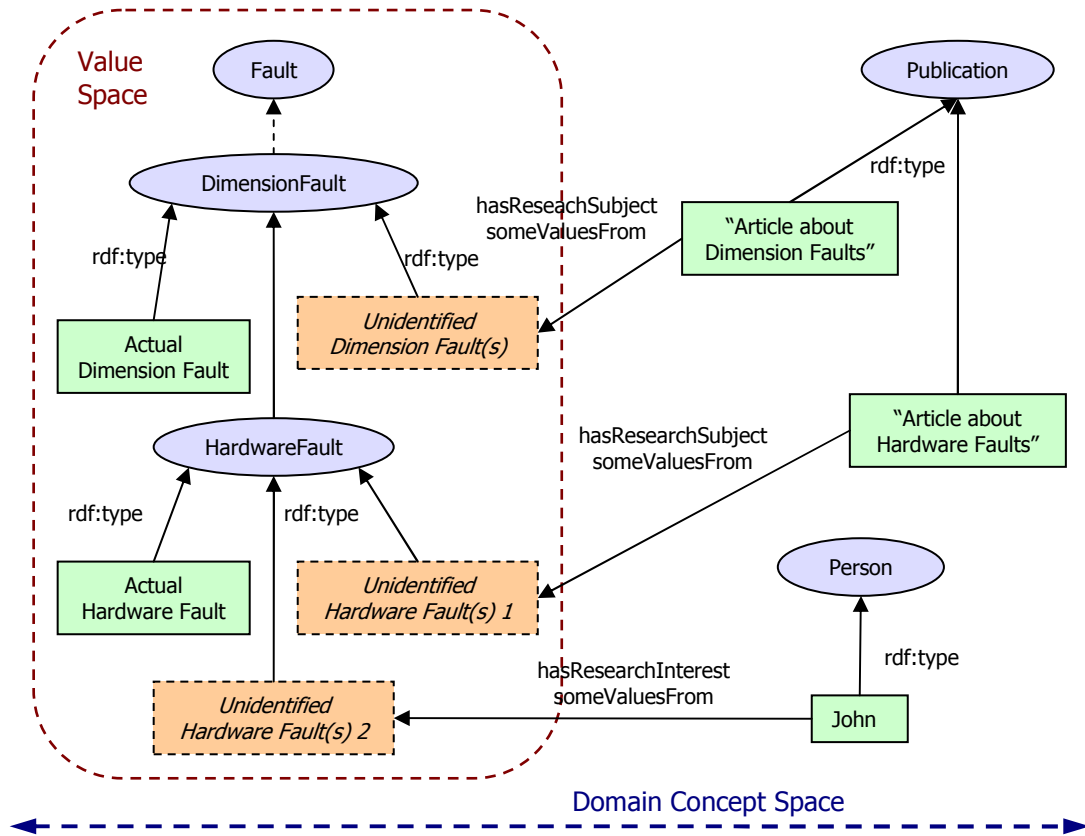 Value
Space
Fault
Publication
DimensionFault
rdf:type
hasReseachSubject
someValuesFrom
"Article about
Dimension Faults"
rdf:type
rdf:type
Unidentified
Dimension Fault(s)
Actual
Dimension Fault
HardwareFault
hasResearchSubject
someValuesFrom
"Article about
Hardware Faults"
rdf:type
rdf:type
Actual
Hardware Fault
Unidentified
Hardware Fault(s) 1
Person
rdf:type
hasResearchInterest
someValuesFrom
Unidentified
Hardware Fault(s) 2
John
Domain Concept Space